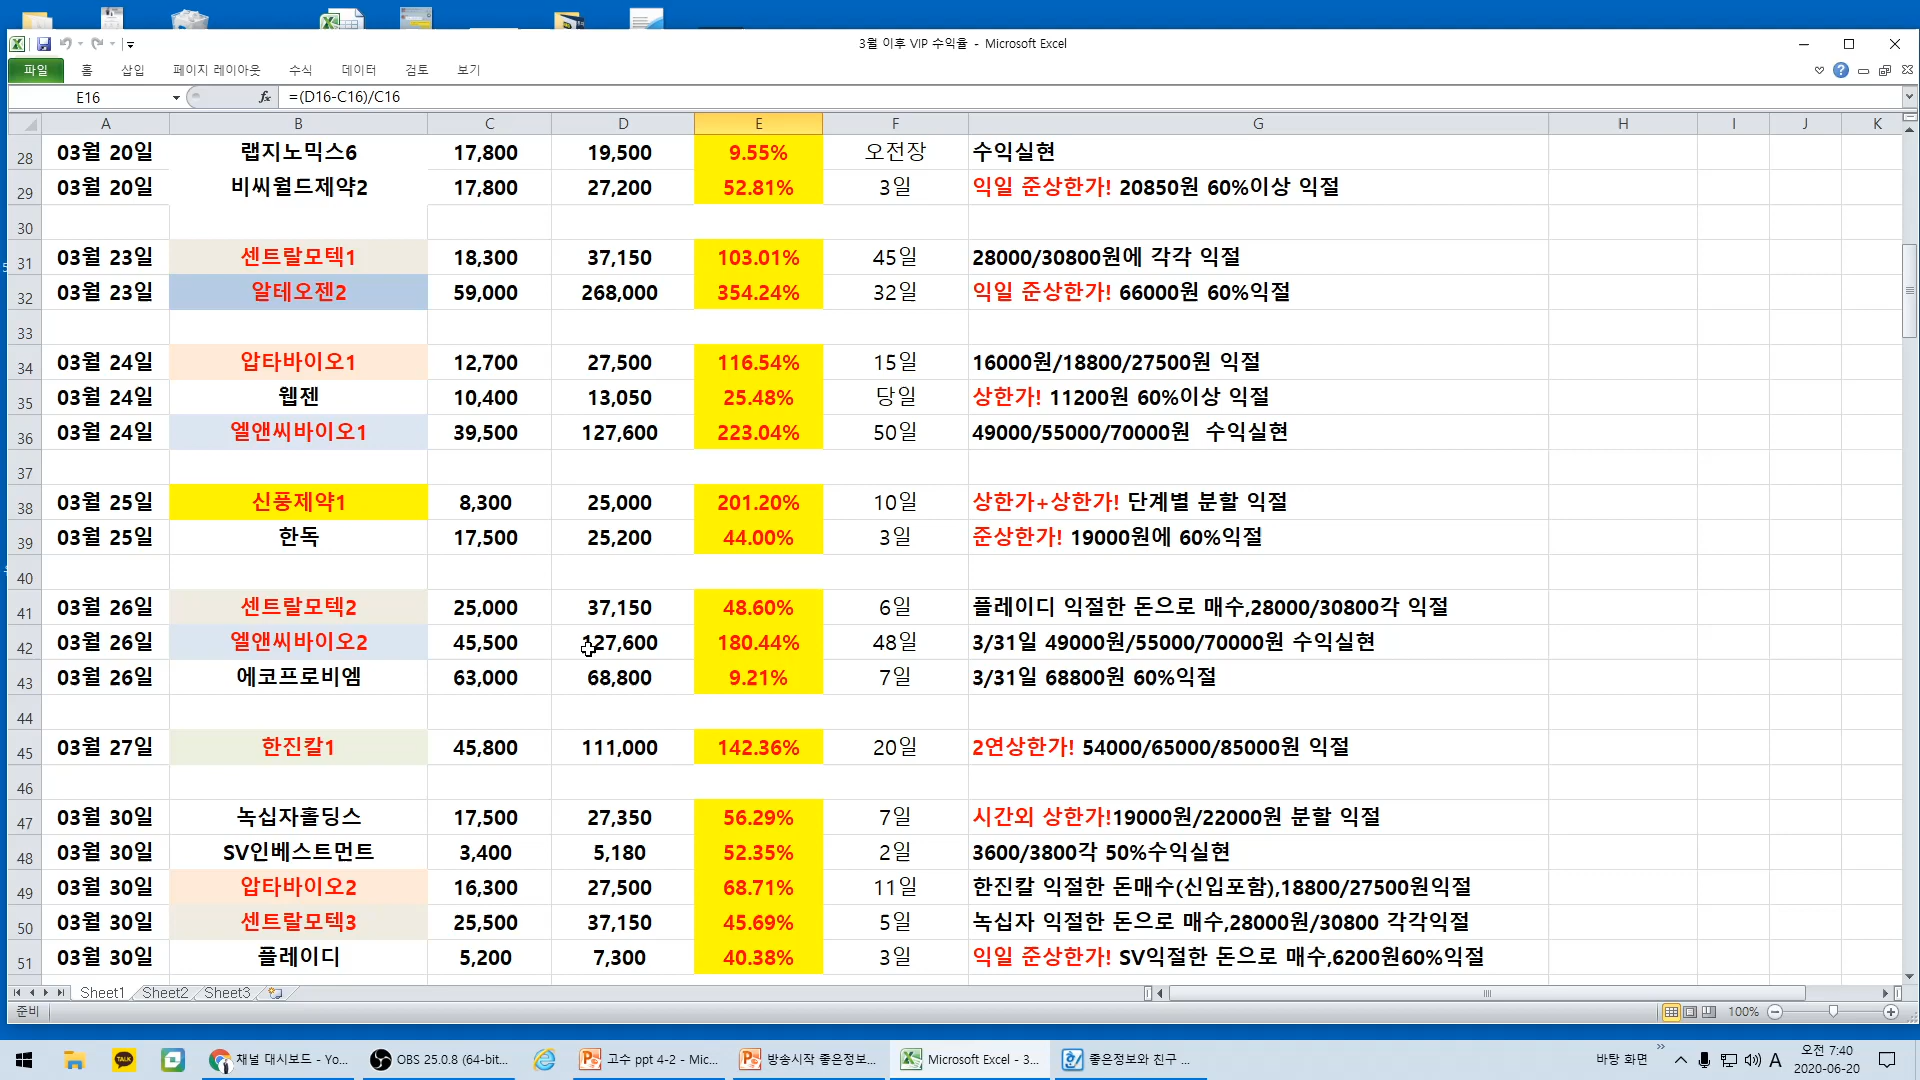 3월 이후 VIP 수익율 - Microsoft Excel
파일 홈 삽입 페이지 레이아웃 수식 데이터 검토 보기
E16 fx =(D16-C16)/C16
A B C D E F G H I J K
28 03월 20일 랩지노믹스6 17,800 19,500 9.55% 오전장 수익실현
29 03월 20일 비씨월드제약2 17,800 27,200 52.81% 3일 익일 준상한가! 20850원 60%이상 익절
30
31 03월 23일 센트랄모텍1 18,300 37,150 103.01% 45일 28000/30800원에 각각 익절
32 03월 23일 알테오젠2 59,000 268,000 354.24% 32일 익일 준상한가! 66000원 60%익절
33
34 03월 24일 압타바이오1 12,700 27,500 116.54% 15일 16000원/18800/27500원 익절
35 03월 24일 웹젠 10,400 13,050 25.48% 당일 상한가! 11200원 60%이상 익절
36 03월 24일 엘앤씨바이오1 39,500 127,600 223.04% 50일 49000/55000/70000원 수익실현
37
38 03월 25일 신풍제약1 8,300 25,000 201.20% 10일 상한가+상한가! 단계별 분할 익절
39 03월 25일 한독 17,500 25,200 44.00% 3일 준상한가! 19000원에 60%익절
40
41 03월 26일 센트랄모텍2 25,000 37,150 48.60% 6일 플레이디 익절한 돈으로 매수,28000/30800각 익절
42 03월 26일 엘앤씨바이오2 45,500 127,600 180.44% 48일 3/31일 49000원/55000/70000원 수익실현
43 03월 26일 에코프로비엠 63,000 68,800 9.21% 7일 3/31일 68800원 60%익절
44
45 03월 27일 한진칼1 45,800 111,000 142.36% 20일 2연상한가! 54000/65000/85000원 익절
46
47 03월 30일 녹십자홀딩스 17,500 27,350 56.29% 7일 시간외 상한가!19000원/22000원 분할 익절
48 03월 30일 SV인베스트먼트 3,400 5,180 52.35% 2일 3600/3800각 50%수익실현
49 03월 30일 압타바이오2 16,300 27,500 68.71% 11일 한진칼 익절한 돈매수(신입포함),18800/27500원익절
50 03월 30일 센트랄모텍3 25,500 37,150 45.69% 5일 녹십자 익절한 돈으로 매수,28000원/30800 각각익절
51 03월 30일 플레이디 5,200 7,300 40.38% 3일 익일 준상한가! SV익절한 돈으로 매수,6200원60%익절
Sheet1 Sheet2 Sheet3
준비 100%
채널 대시보드 - Yo... OBS 25.0.8 (64-bit... 고수 ppt 4-2 - Mic... 방송시작 좋은정보... Microsoft Excel - 3... 좋은정보와 친구 ... 바탕 화면 A 오전 7:40
2020-06-20